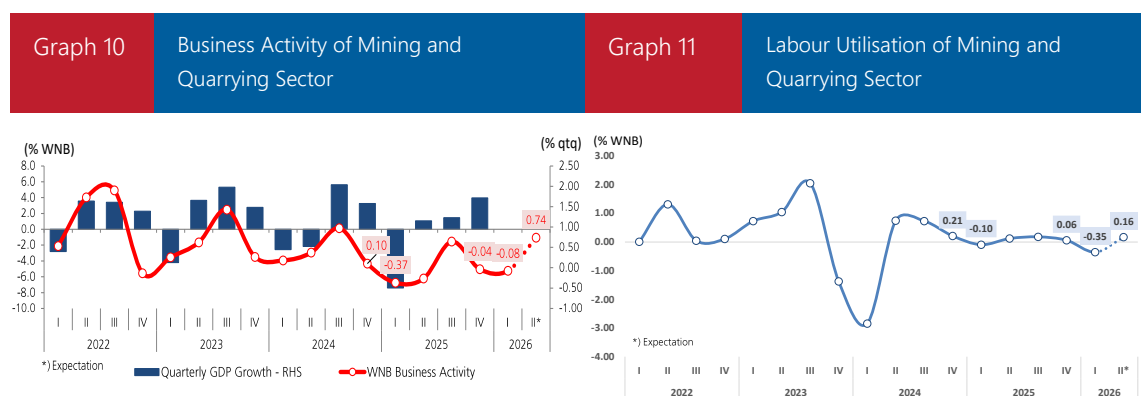 Graph 10
Business Activity of Mining and
Quarrying Sector
(% WNB)
(% qtq)
8.0
6.0
4.0
2.0
0.0
-2.0
-4.0
-6.0
-8.0
-10.0
2.50
2.00
1.50
1.00
0.50
0.00
-0.50
-1.00
0.10
-0.37
-0.04
-0.08
0.74
I II III IV I II III IV I II III IV I II III IV I II*
2022 2023 2024 2025 2026
*) Expectation
Quarterly GDP Growth - RHS
WNB Business Activity
Graph 11
Labour Utilisation of Mining and
Quarrying Sector
(% WNB)
3.00
2.00
1.00
0.00
-1.00
-2.00
-3.00
-4.00
0.21
-0.10
0.06
-0.35
0.16
*) Expectation
I II III IV I II III IV I II III IV I II III IV I II*
2022 2023 2024 2025 2026